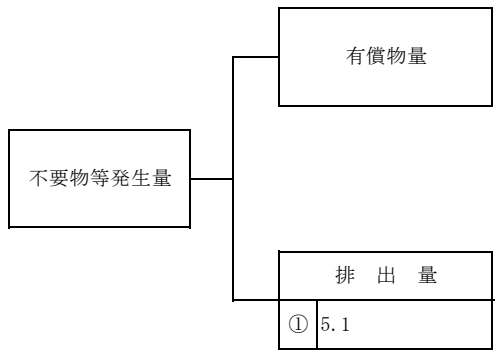 有償物量
不要物等発生量
排 出 量
① 5.1